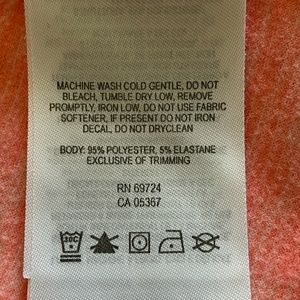 MACHINE WASH COLD GENTLE, DO NOT
BLEACH, TUMBLE DRY LOW, REMOVE
PROMPTLY, IRON LOW, DO NOT USE FABRIC
SOFTENER, IF PRESENT DO NOT IRON
DECAL, DO NOT DRYCLEAN
BODY: 95% POLYESTER, 5% ELASTANE
EXCLUSIVE OF TRIMMING
RN 69724
CA 05367
30C